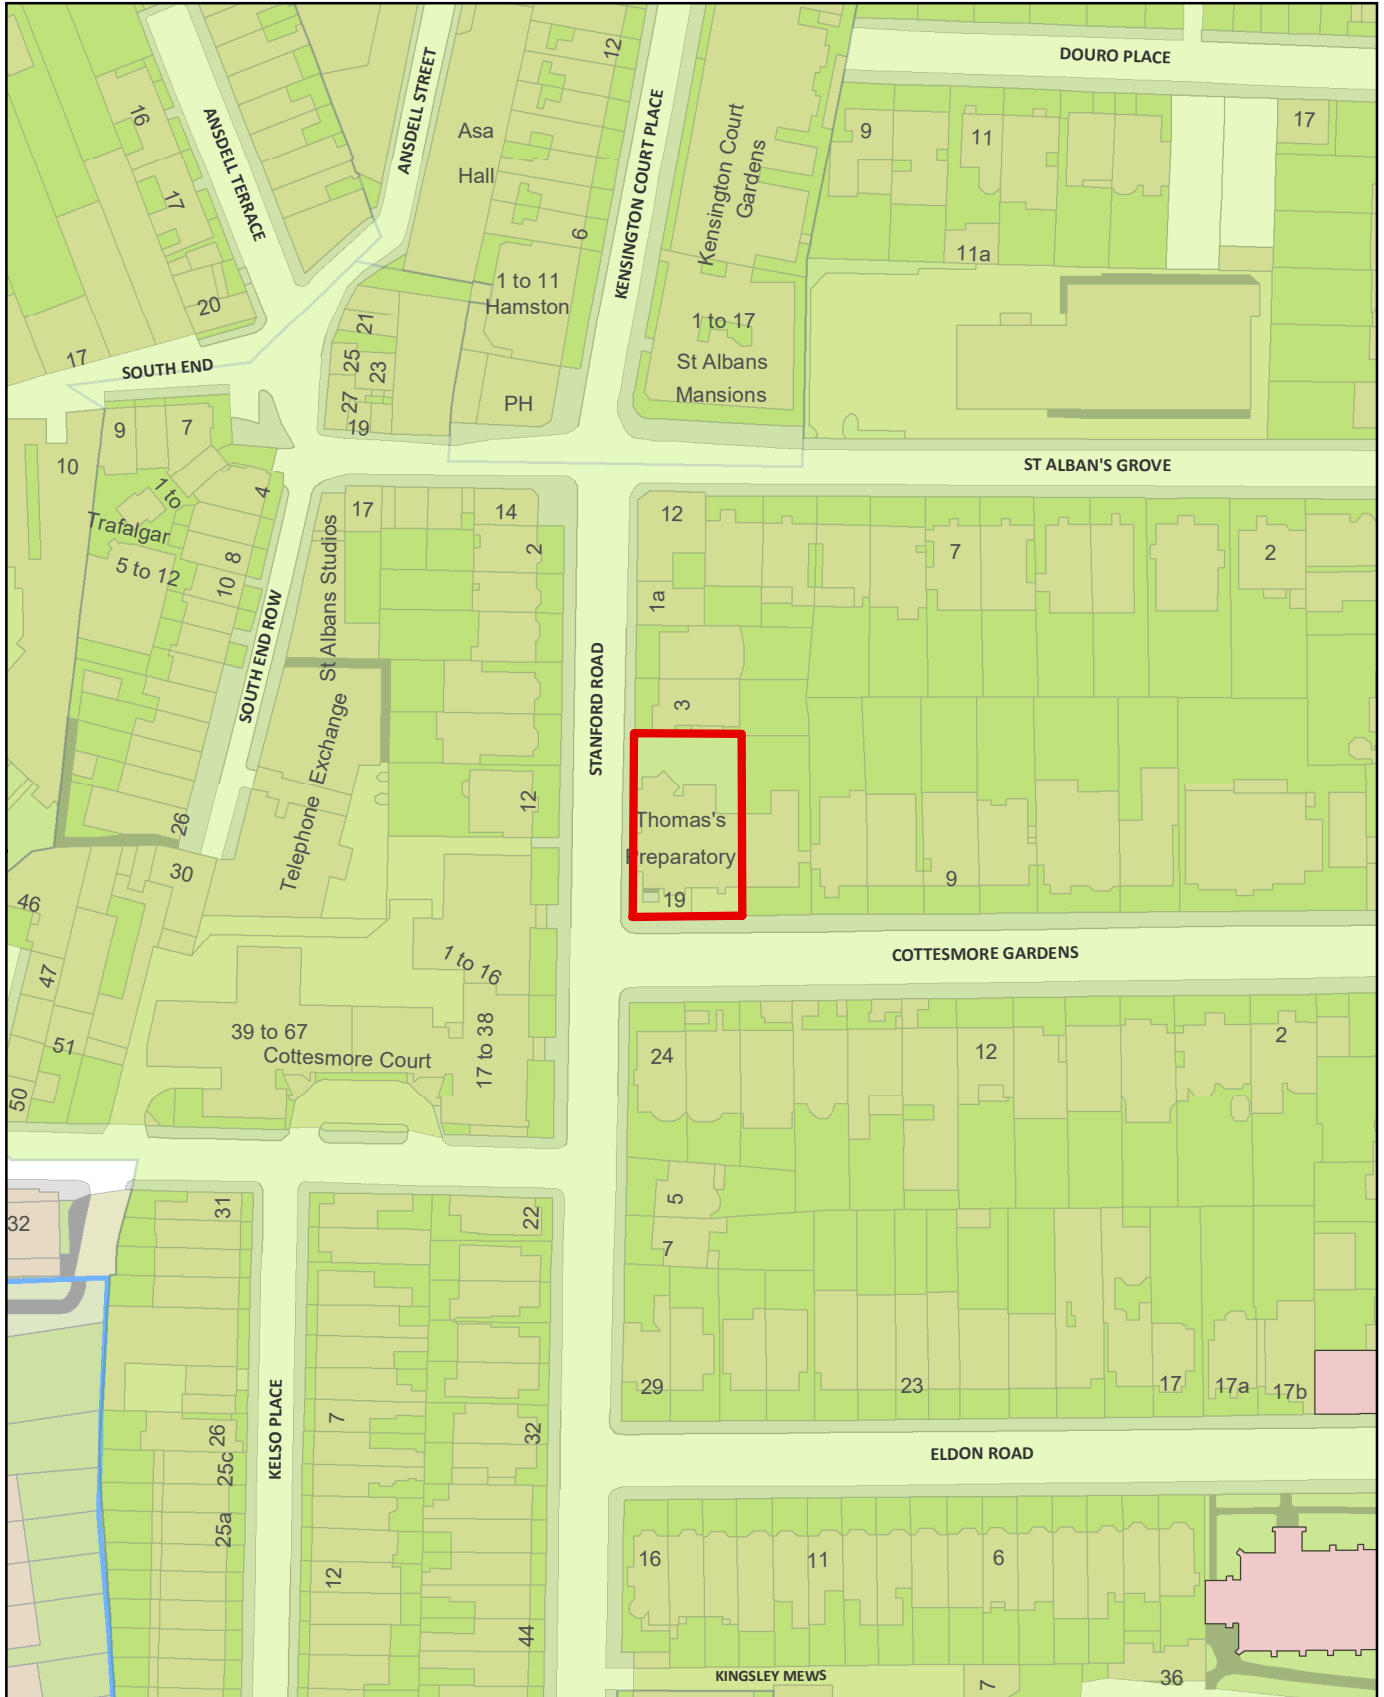 DOURO PLACE
12
16
ANSDELL TERRACE
ANSDELL STREET
Asa
Hall
KENSINGTON COURT PLACE
Kensington Court
Gardens
9
11
17
17
6
11a
20
1 to 11
Hamston
21
1 to 17
St Albans
Mansions
17
SOUTH END
25
23
27
19
PH
9
7
10
4
1 to
Trafalgar
5 to 12
8
10
ST ALBAN'S GROVE
17
14
2
St Albans Studios
12
7
2
1a
SOUTH END ROW
STANFORD ROAD
3
Telephone Exchange
12
26
30
Thomas's
Preparatory
19
9
46
COTTESMORE GARDENS
47
1 to 16
39 to 67
Cottesmore Court
17 to 38
51
50
24
12
2
5
7
31
32
22
29
23
17
17a
17b
KELSO PLACE
7
32
26
25c
25a
ELDON ROAD
12
16
11
6
44
KINGSLEY MEWS
7
36